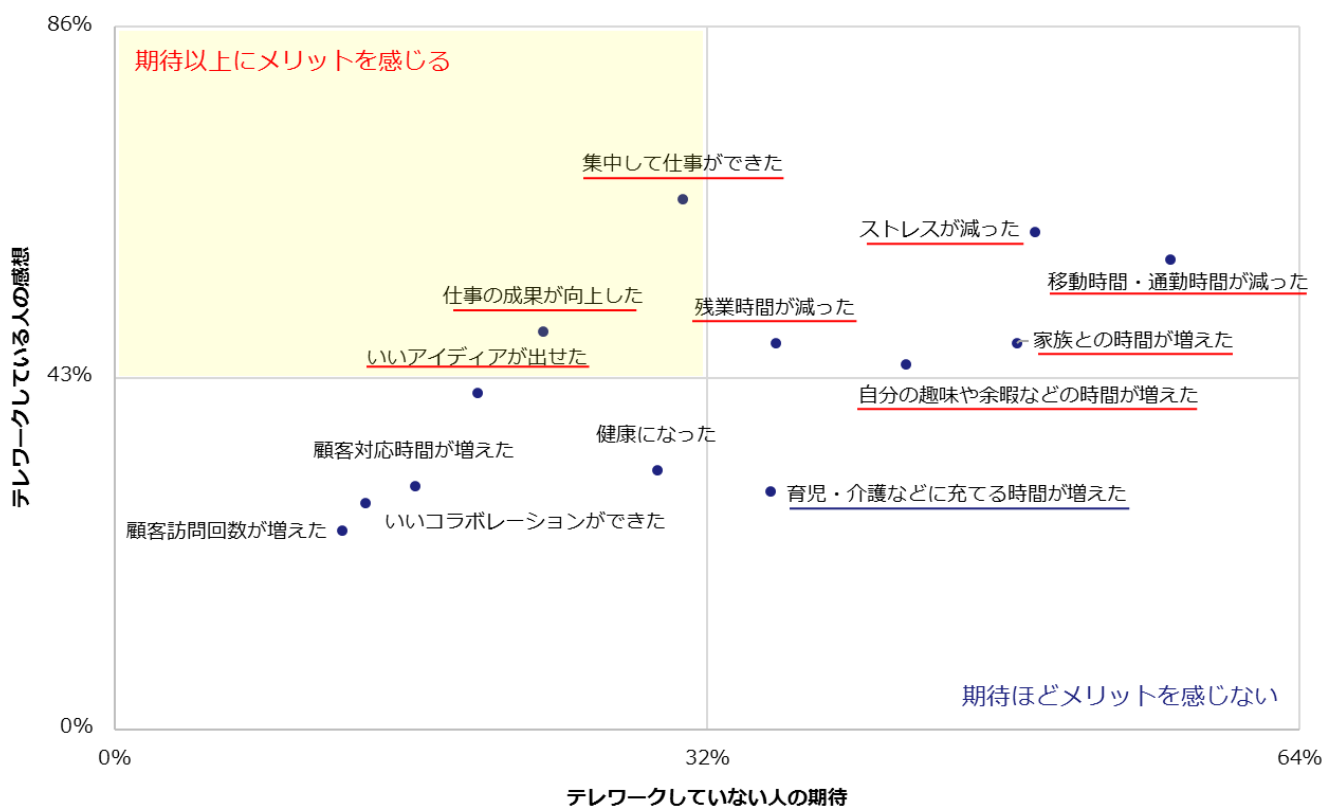 86%
期待以上にメリットを感じる
集中して仕事ができた
ストレスが減った
移動時間・通勤時間が減った
仕事の成果が向上した
残業時間が減った
家族との時間が増えた
いいアイディアが出せた
43%
自分の趣味や余暇などの時間が増えた
健康になった
顧客対応時間が増えた
育児・介護などに充てる時間が増えた
いいコラボレーションができた
顧客訪問回数が増えた
テレワークしている人の感想
期待ほどメリットを感じない
0%
0%
32%
64%
テレワークしていない人の期待